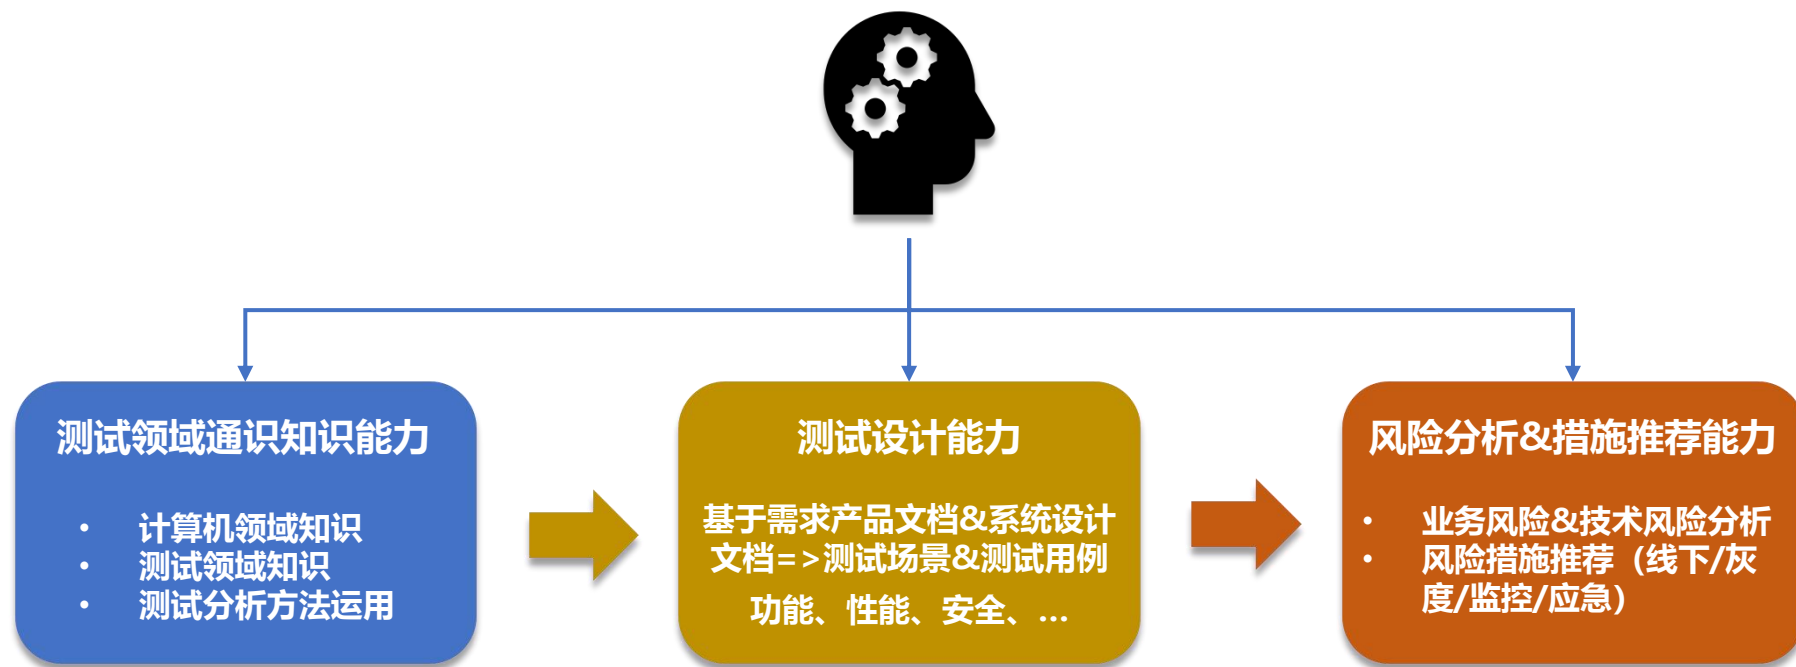 测试领域通识知识能力
• 计算机领域知识
• 测试领域知识
• 测试分析方法运用
测试设计能力
基于需求产品文档&系统设计
文档=>测试场景&测试用例
功能、性能、安全、...
风险分析&措施推荐能力
• 业务风险&技术风险分析
• 风险措施推荐（线下/灰
度/监控/应急）